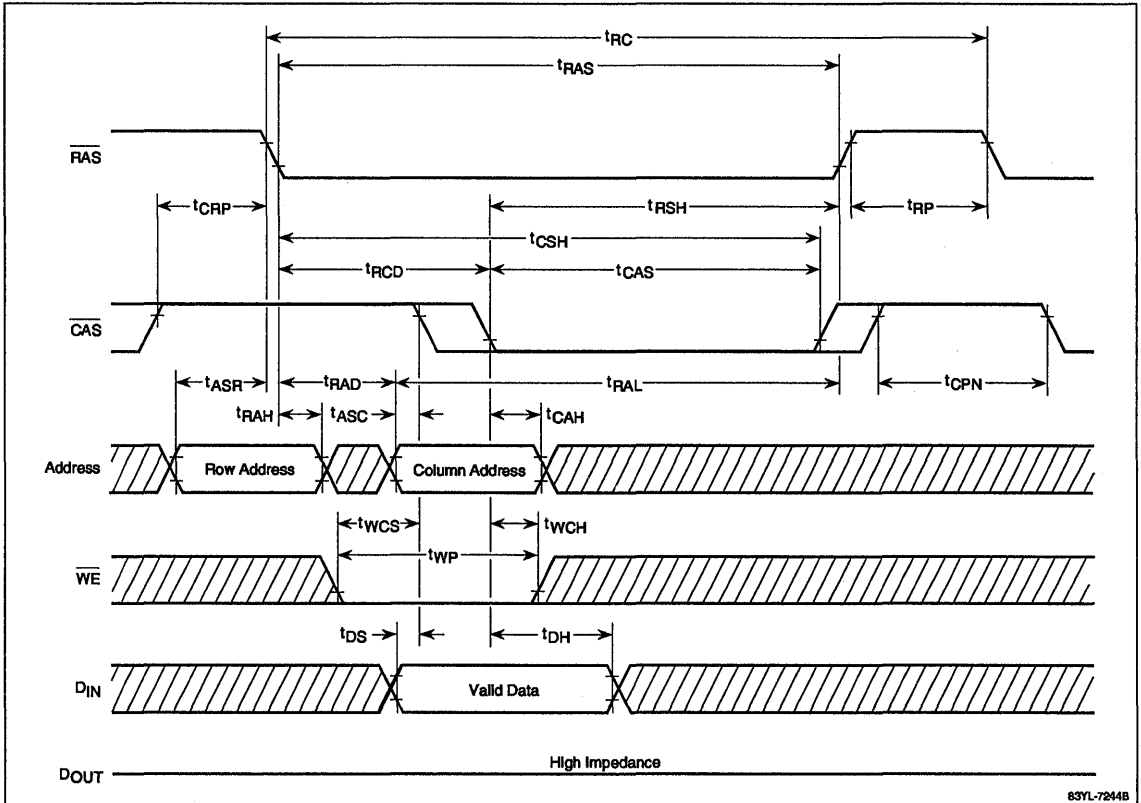 tRC
tRAS
RAS
tCRP
tRSH
tRP
tCSH
tRCD
tCAS
CAS
tASR
tRAD
tRAL
tCPN
tRAH
tASC
tCAH
Address
Row Address
Column Address
tWCS
tWCH
tWP
WE
tDS
tDH
DIN
Valid Data
High Impedance
DOUT
83YL-7244B